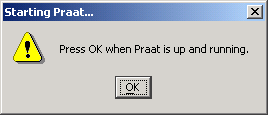 Starting Praat...
Press OK when Praat is up and running.
OK